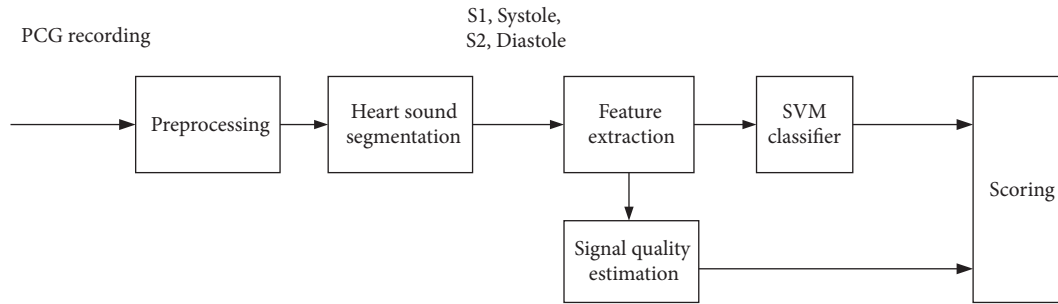 PCG recording
S1, Systole,
S2, Diastole
Preprocessing
Heart sound
segmentation
Feature
extraction
SVM
classifier
Signal quality
estimation
Scoring